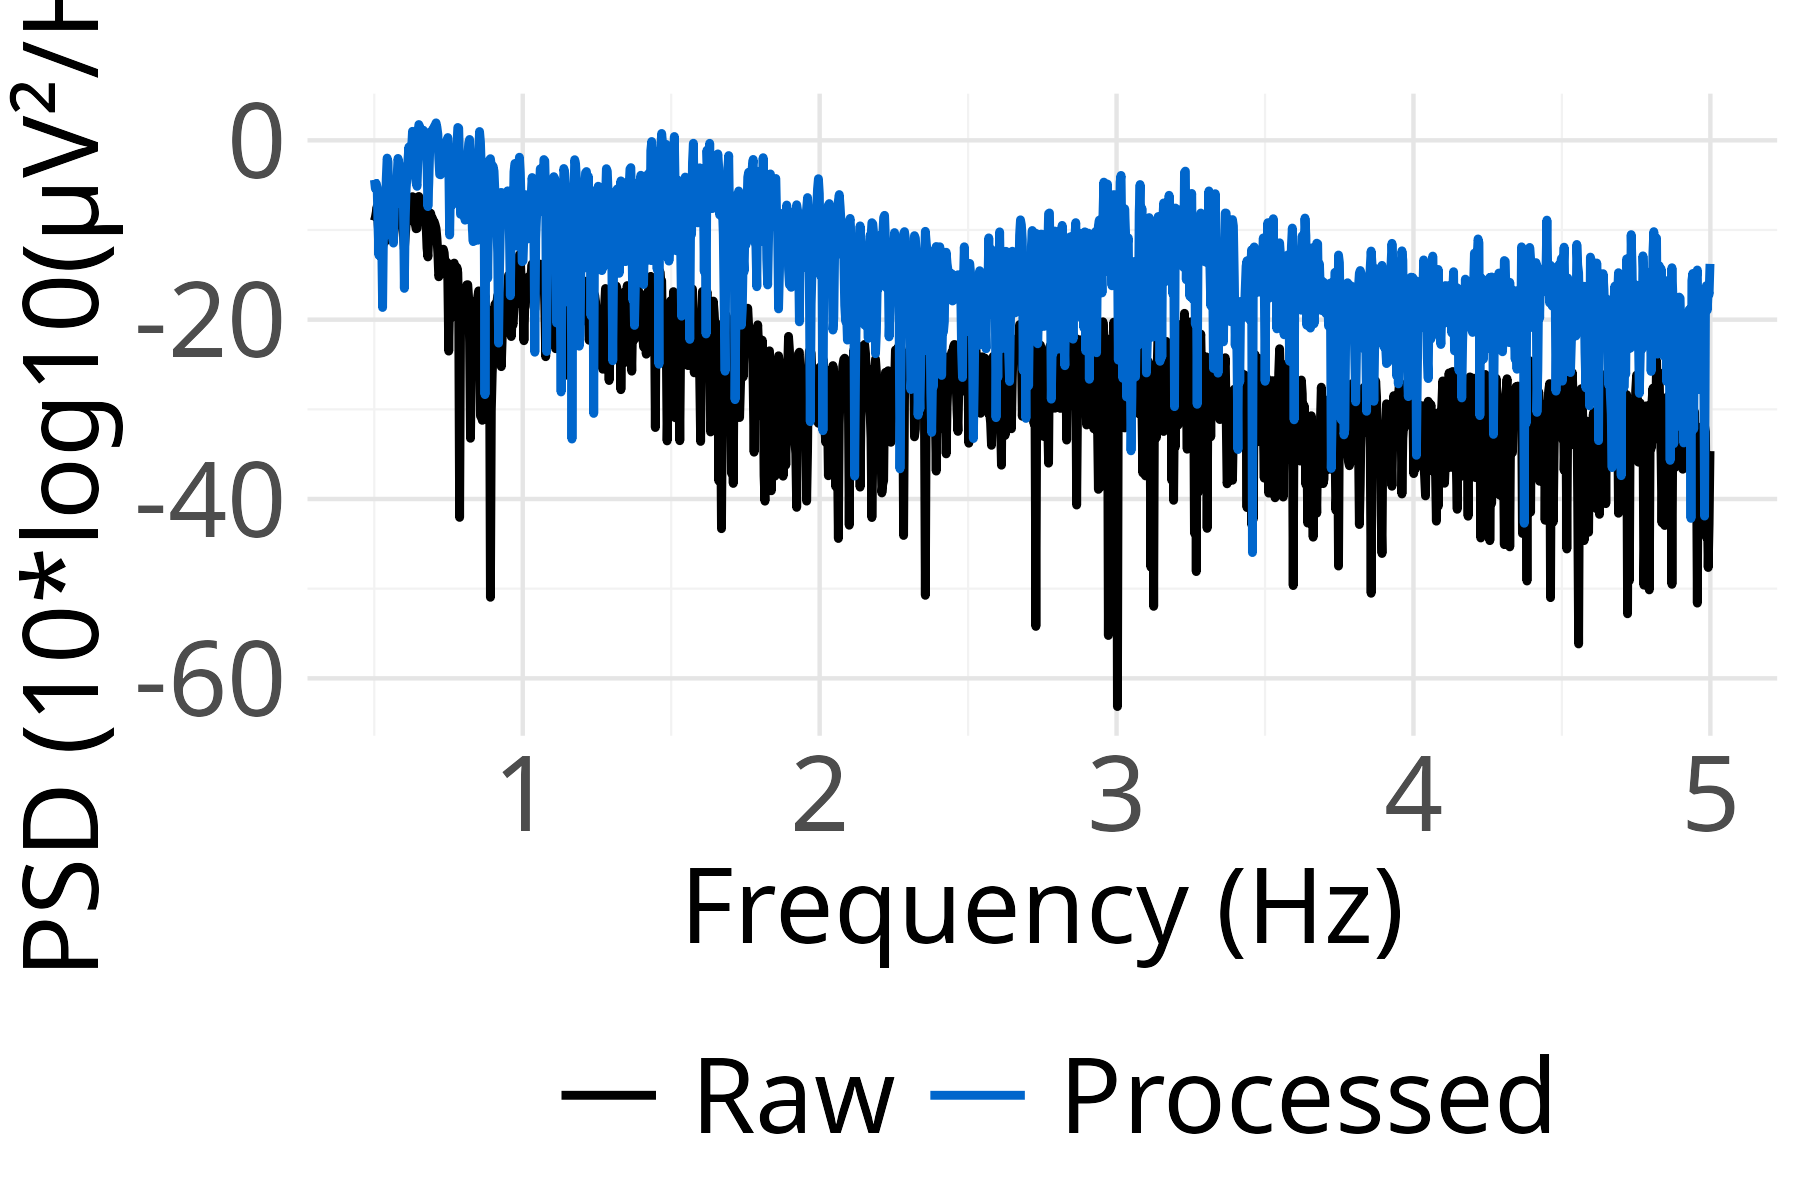 PSD (10*log10(µV²/H
0
-20
-40
-60
1 2 3 4 5
Frequency (Hz)
Raw Processed